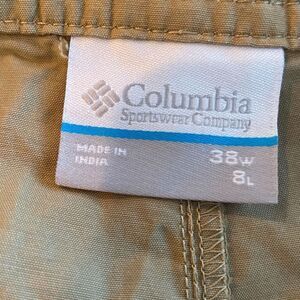 Columbia
Sportswear Company
MADE IN
INDIA
38W
8L